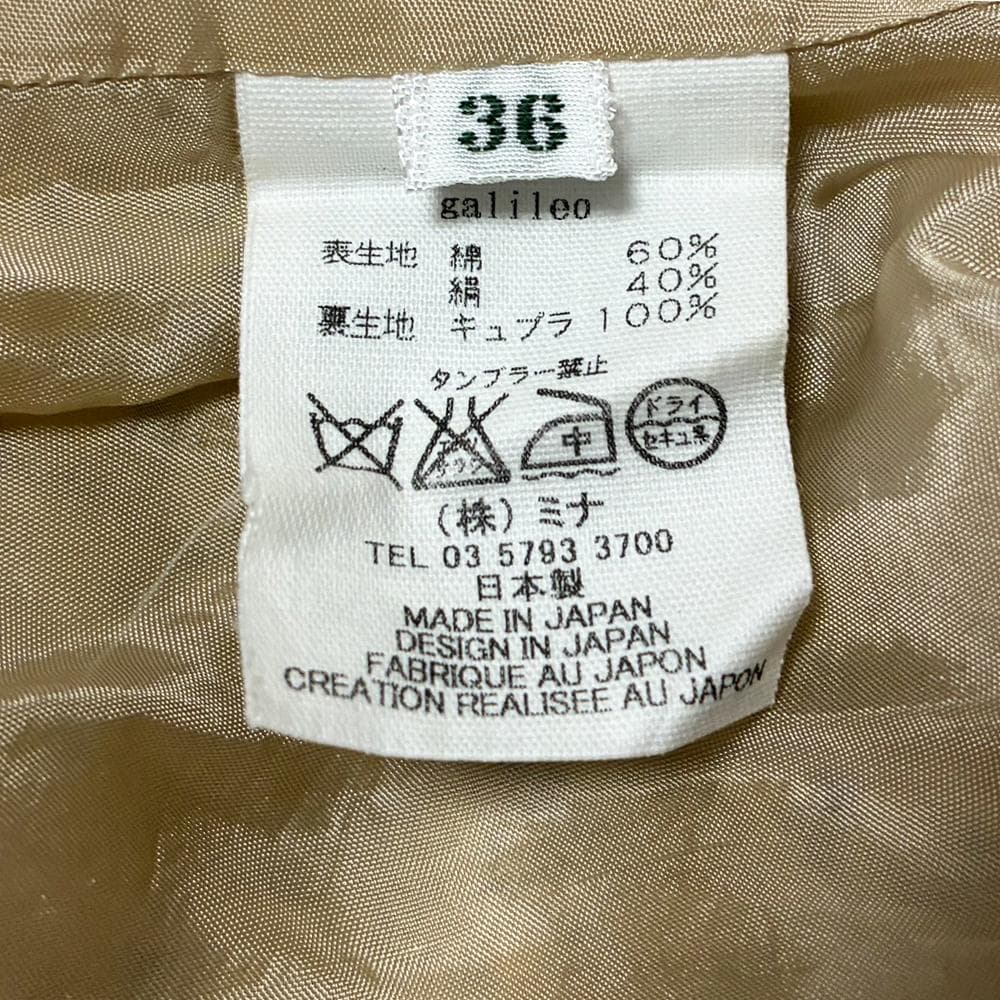 36
galileo
表生地 綿 60%
絹 40%
裏生地 キュプラ 100%
タンブラー禁止
中
ドライ
セキユ系
(株)ミナ
TEL 03 5793 3700
日本製
MADE IN JAPAN
DESIGN IN JAPAN
FABRIQUE AU JAPON
CREATION REALISEE AU JAPON